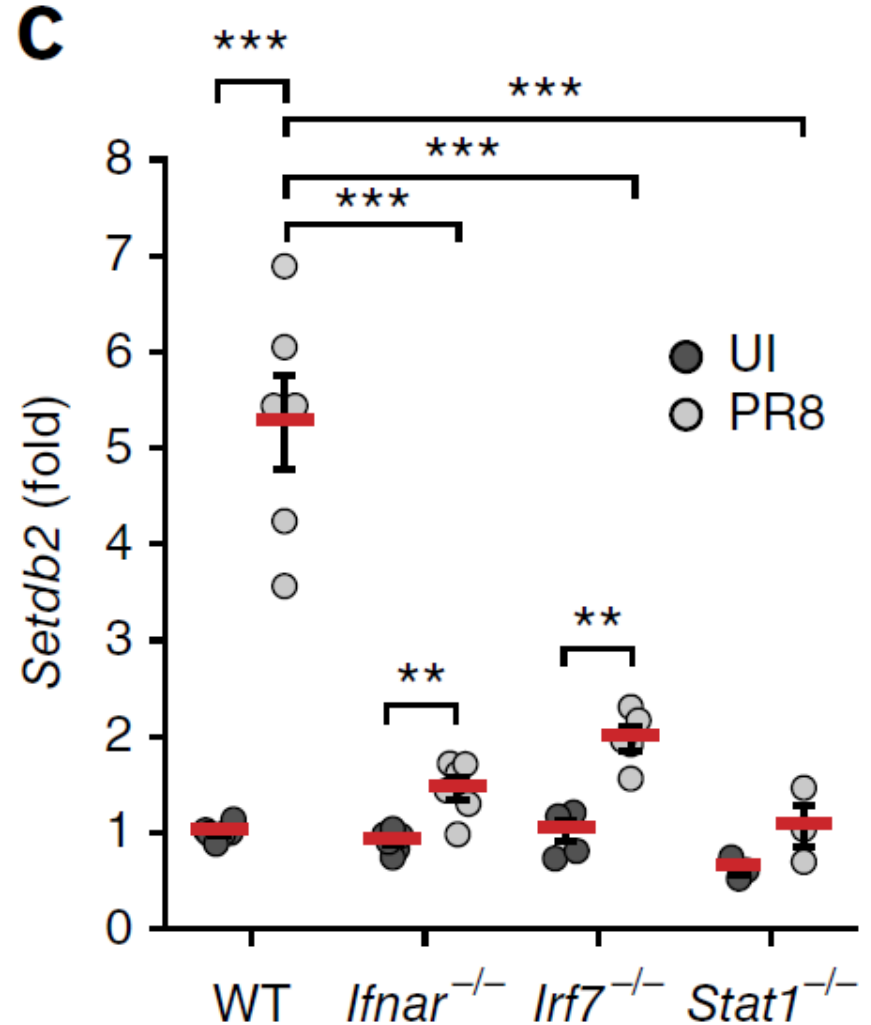 C
***
***
***
***
8
7
6
5
4
3
2
1
0
Setdb2 (fold)
UI
PR8
**
**
WT
Ifnar−/−
Irf7−/−
Stat1−/−